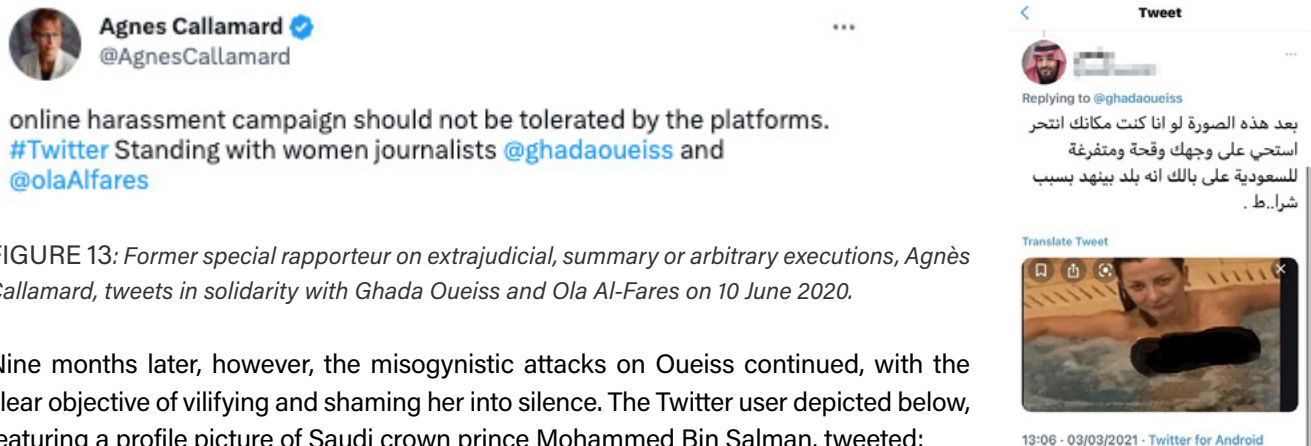 Agnes Callamard
@AgnesCallamard
online harassment campaign should not be tolerated by the platforms.
#Twitter Standing with women journalists @ghadaoueiss and
@olaAlfares
FIGURE 13: Former special rapporteur on extrajudicial, summary or arbitrary executions, Agnès
Callamard, tweets in solidarity with Ghada Oueiss and Ola Al-Fares on 10 June 2020.
Nine months later, however, the misogynistic attacks on Oueiss continued, with the
clear objective of vilifying and shaming her into silence. The Twitter user depicted below,
featuring a profile picture of Saudi crown prince Mohammed Bin Salman, tweeted:
Tweet
Replying to @ghadaoueiss
بعد هذه الصورة لو انا كنت مكانك انتحر
استحي على وجهك وقحة ومتفرغة
للسعودية على بالك انه بلد بينهد بسبب
شرا..ط .
Translate Tweet
13:06 · 03/03/2021 · Twitter for Android